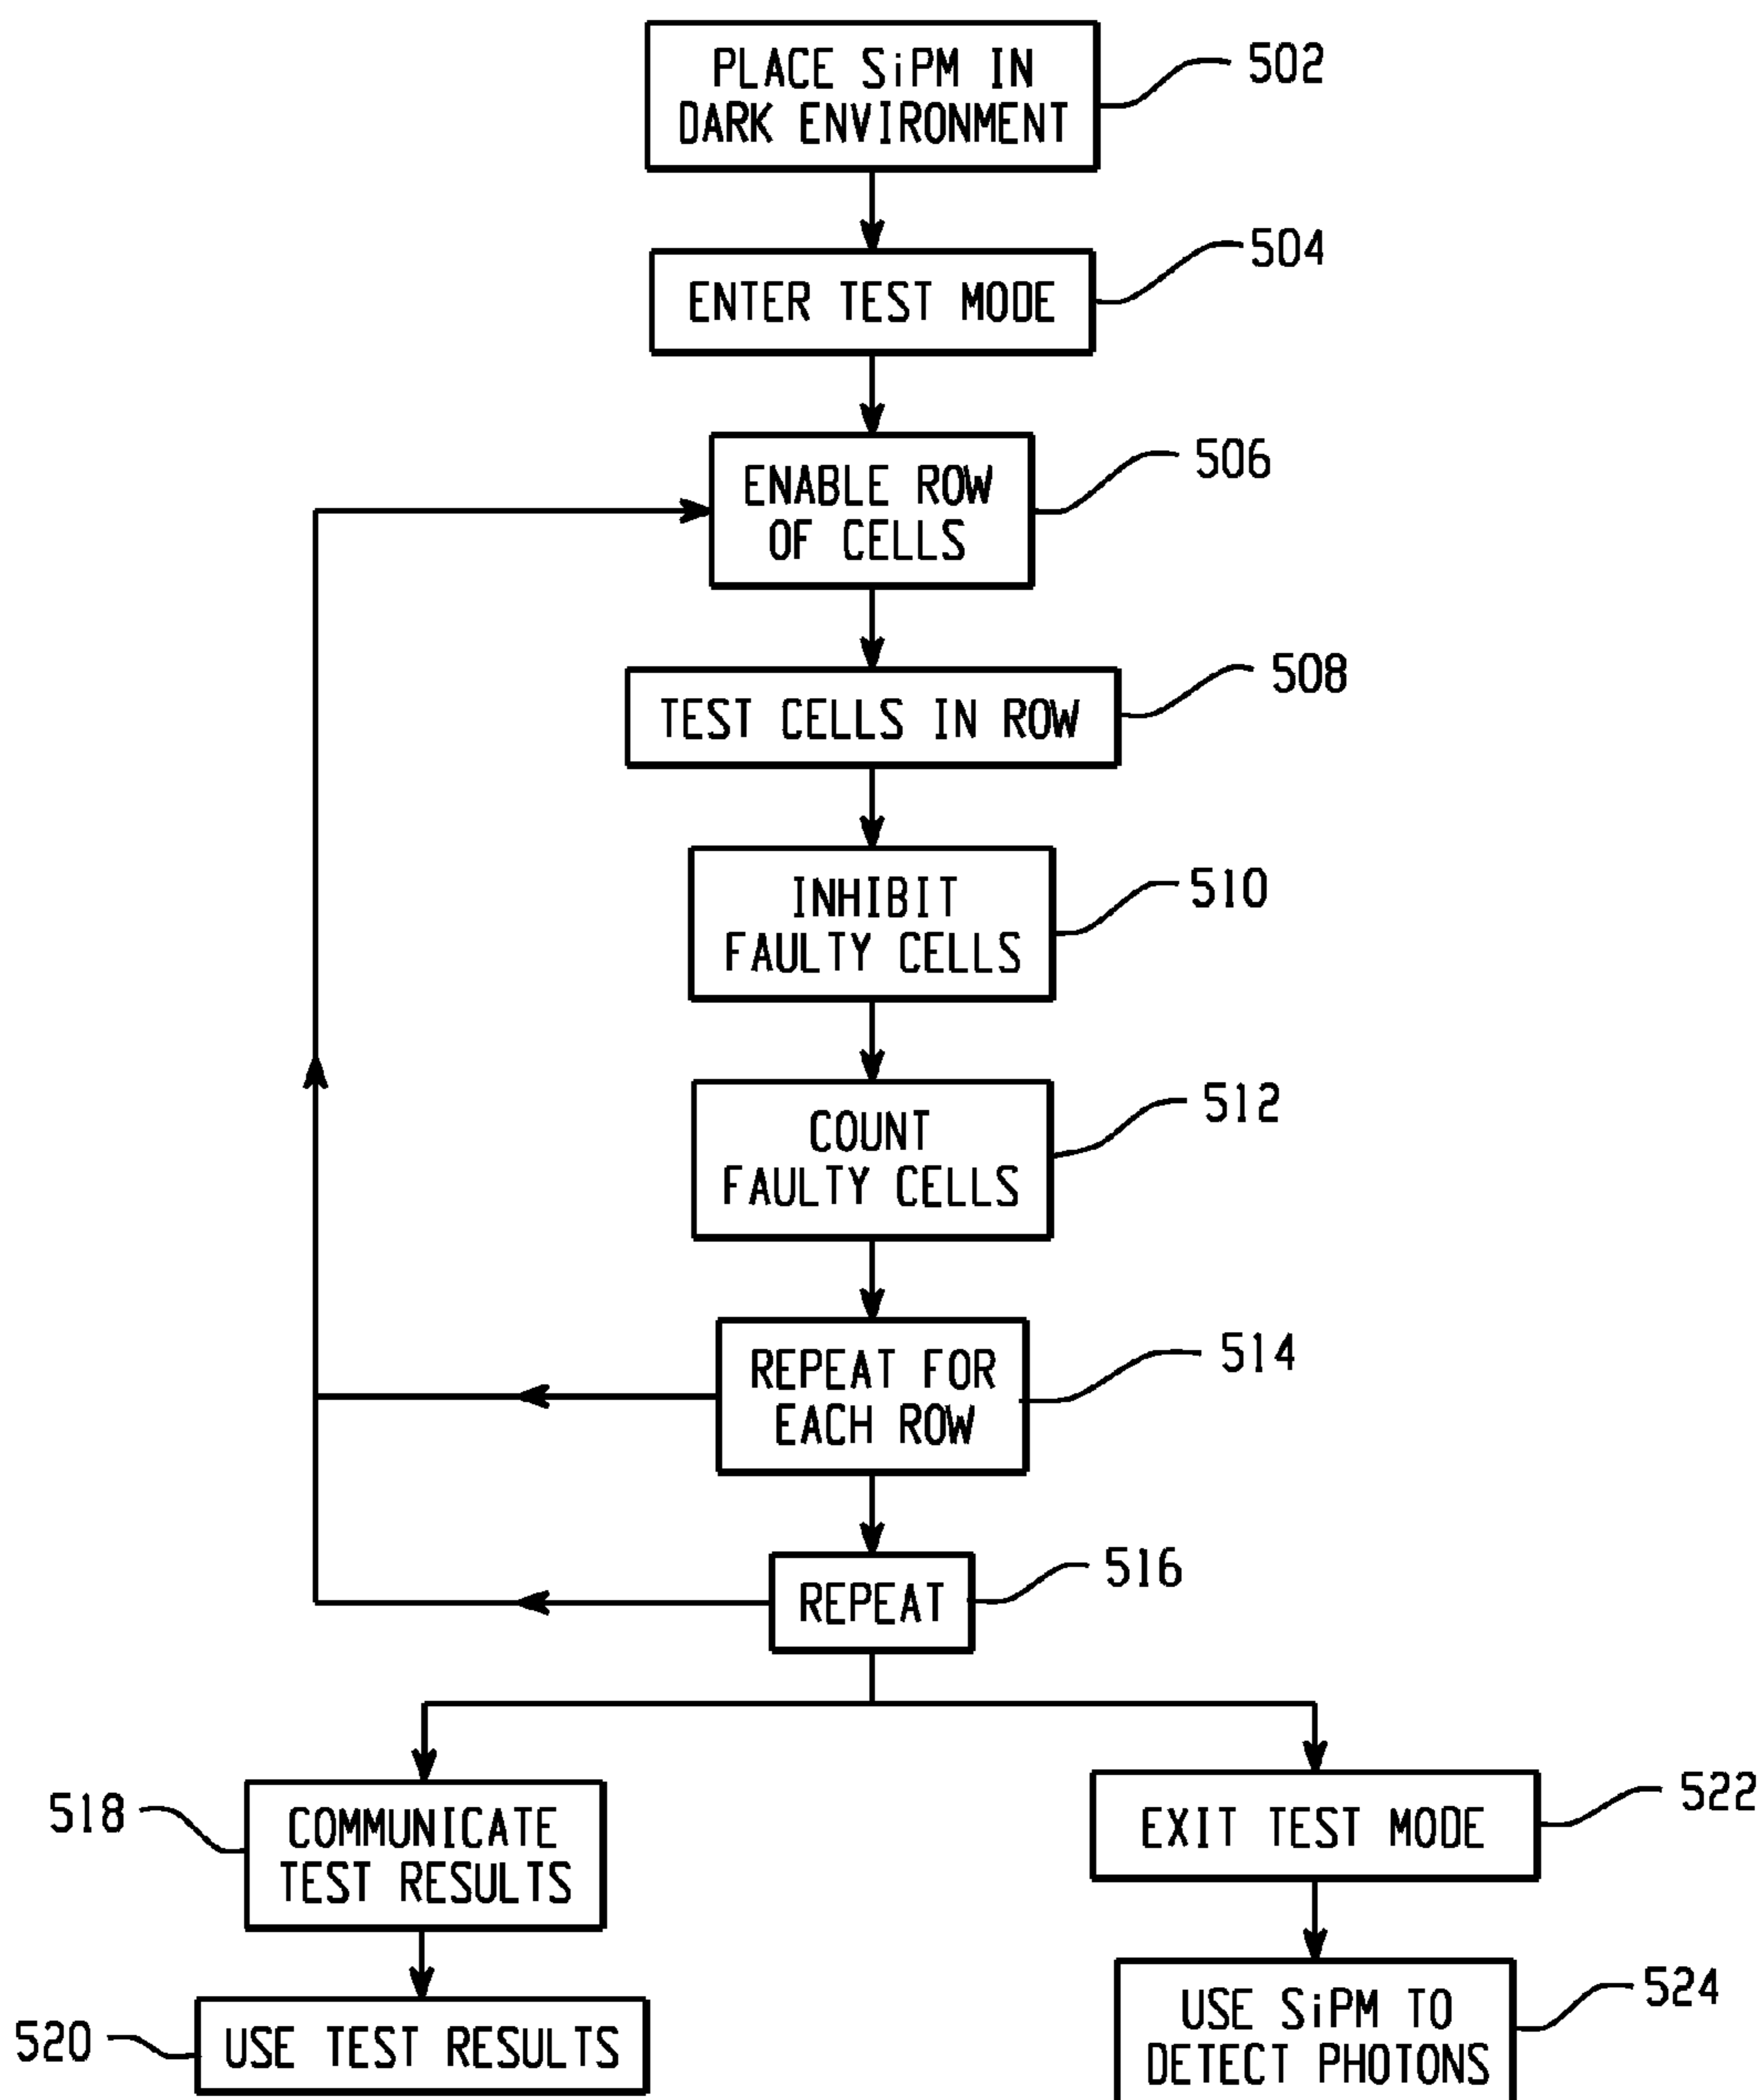 PLACE SiPM IN
DARK ENVIRONMENT
502
ENTER TEST MODE
504
ENABLE ROW
OF CELLS
506
TEST CELLS IN ROW
508
INHIBIT
FAULTY CELLS
510
COUNT
FAULTY CELLS
512
REPEAT FOR
EACH ROW
514
REPEAT
516
518
COMMUNICATE
TEST RESULTS
EXIT TEST MODE
522
520
USE TEST RESULTS
USE SiPM TO
DETECT PHOTONS
524